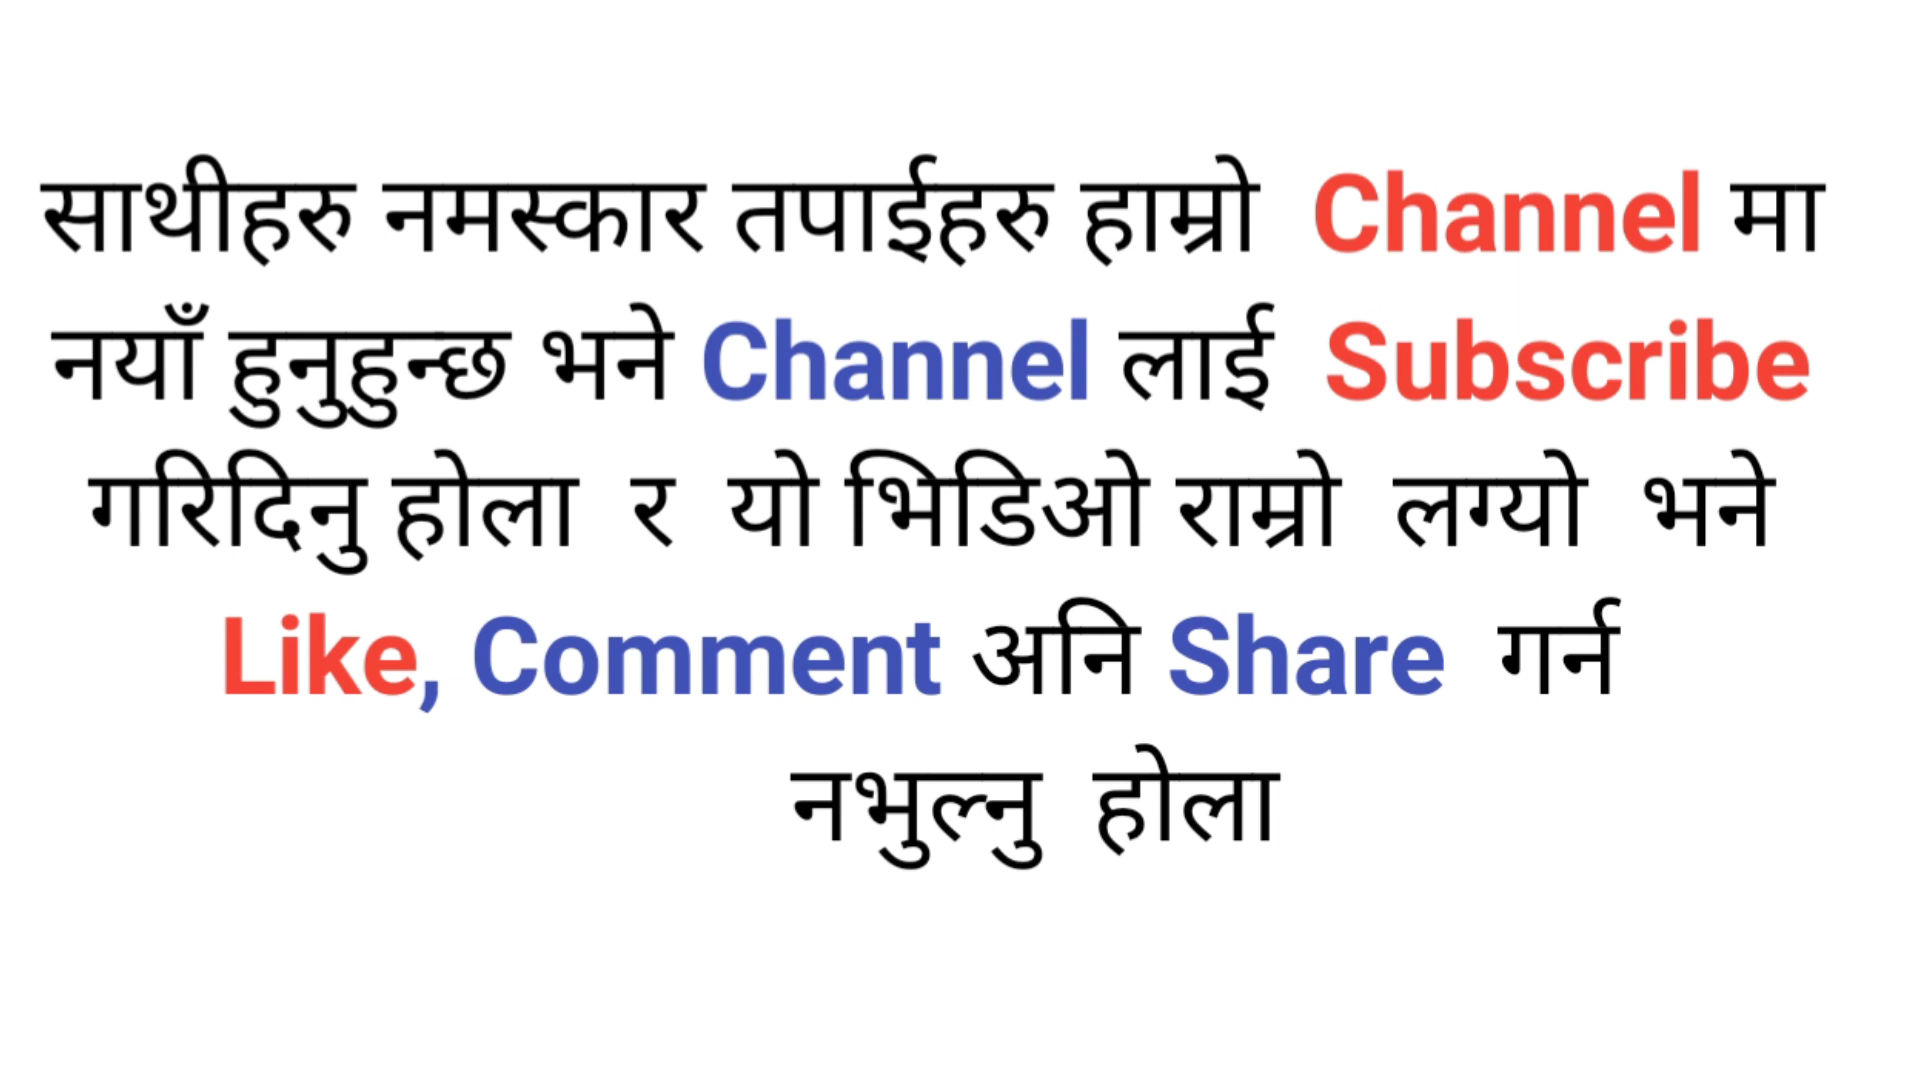 साथीहरु नमस्कार तपाईहरु हाम्रो Channel मा
नयाँ हुनुहुन्छ भने Channel लाई Subscribe
गरिदिनु होला र यो भिडिओ राम्रो लग्यो भने
Like, Comment अनि Share गर्न
नभुल्नु होला